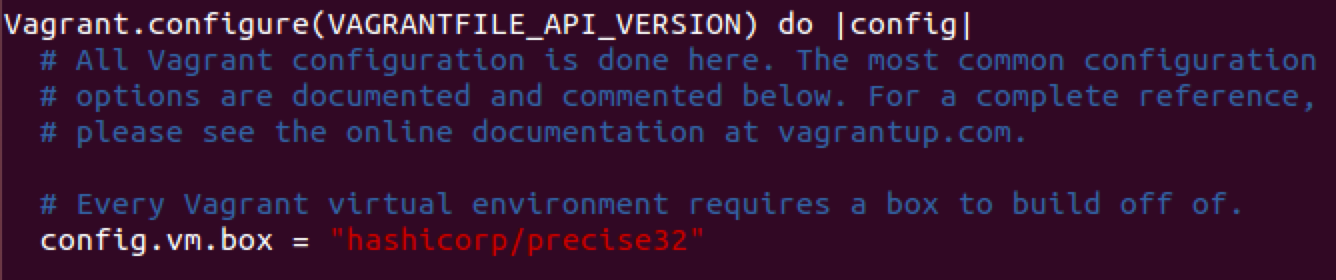 Vagrant.configure(VAGRANTFILE_API_VERSION) do |config|
  # All Vagrant configuration is done here. The most common configuration
  # options are documented and commented below. For a complete reference,
  # please see the online documentation at vagrantup.com.

  # Every Vagrant virtual environment requires a box to build off of.
  config.vm.box = "hashicorp/precise32"